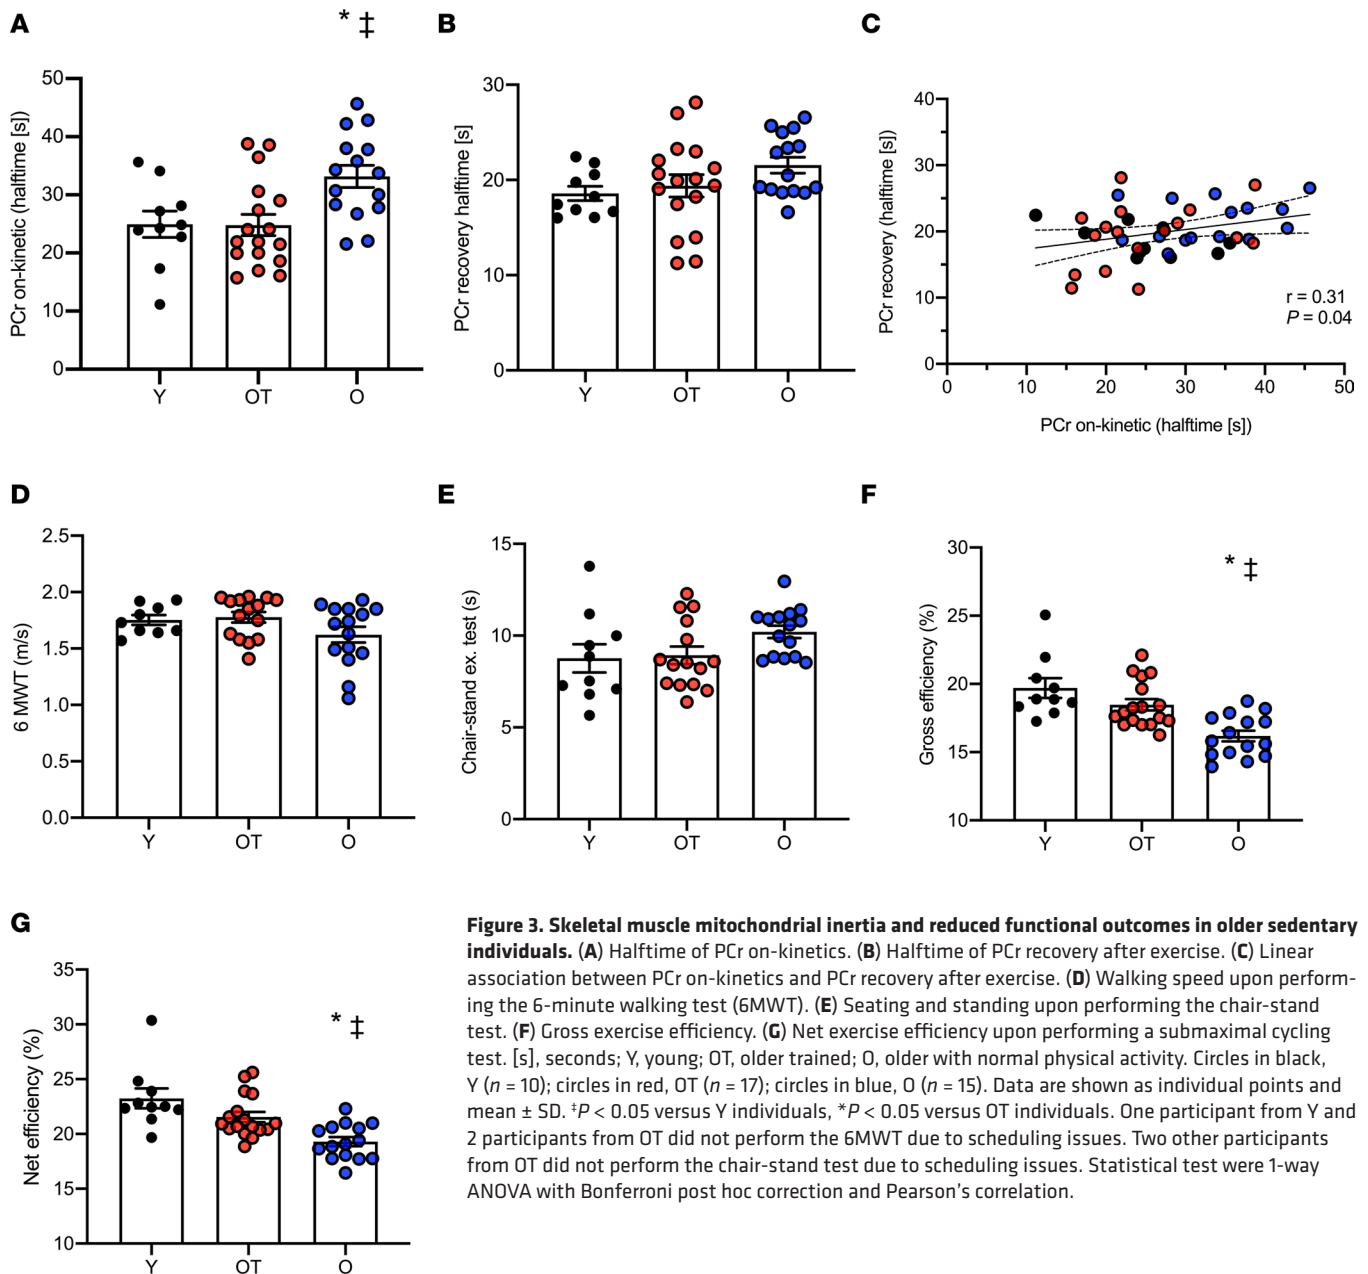 A
* ‡
PCr on-kinetic (halftime [s])
50
40
30
20
10
0
Y
OT
O
B
PCr recovery halftime [s]
30
20
10
0
Y
OT
O
C
PCr recovery (halftime [s])
40
30
20
10
0
r = 0.31
P = 0.04
0
10
20
30
40
50
PCr on-kinetic (halftime [s])
D
6 MWT (m/s)
2.5
2.0
1.5
1.0
0.5
0.0
Y
OT
O
E
Chair-stand ex. test (s)
15
10
5
0
Y
OT
O
F
* ‡
Gross efficiency (%)
30
25
20
15
10
Y
OT
O
G
* ‡
Net efficiency (%)
35
30
25
20
15
10
Y
OT
O
Figure 3. Skeletal muscle mitochondrial inertia and reduced functional outcomes in older sedentary
individuals. (A) Halftime of PCr on-kinetics. (B) Halftime of PCr recovery after exercise. (C) Linear
association between PCr on-kinetics and PCr recovery after exercise. (D) Walking speed upon perform-
ing the 6-minute walking test (6MWT). (E) Seating and standing upon performing the chair-stand
test. (F) Gross exercise efficiency. (G) Net exercise efficiency upon performing a submaximal cycling
test. [s], seconds; Y, young; OT, older trained; O, older with normal physical activity. Circles in black,
Y (n = 10); circles in red, OT (n = 17); circles in blue, O (n = 15). Data are shown as individual points and
mean ± SD. ‡P < 0.05 versus Y individuals, *P < 0.05 versus OT individuals. One participant from Y and
2 participants from OT did not perform the 6MWT due to scheduling issues. Two other participants
from OT did not perform the chair-stand test due to scheduling issues. Statistical test were 1-way
ANOVA with Bonferroni post hoc correction and Pearson's correlation.